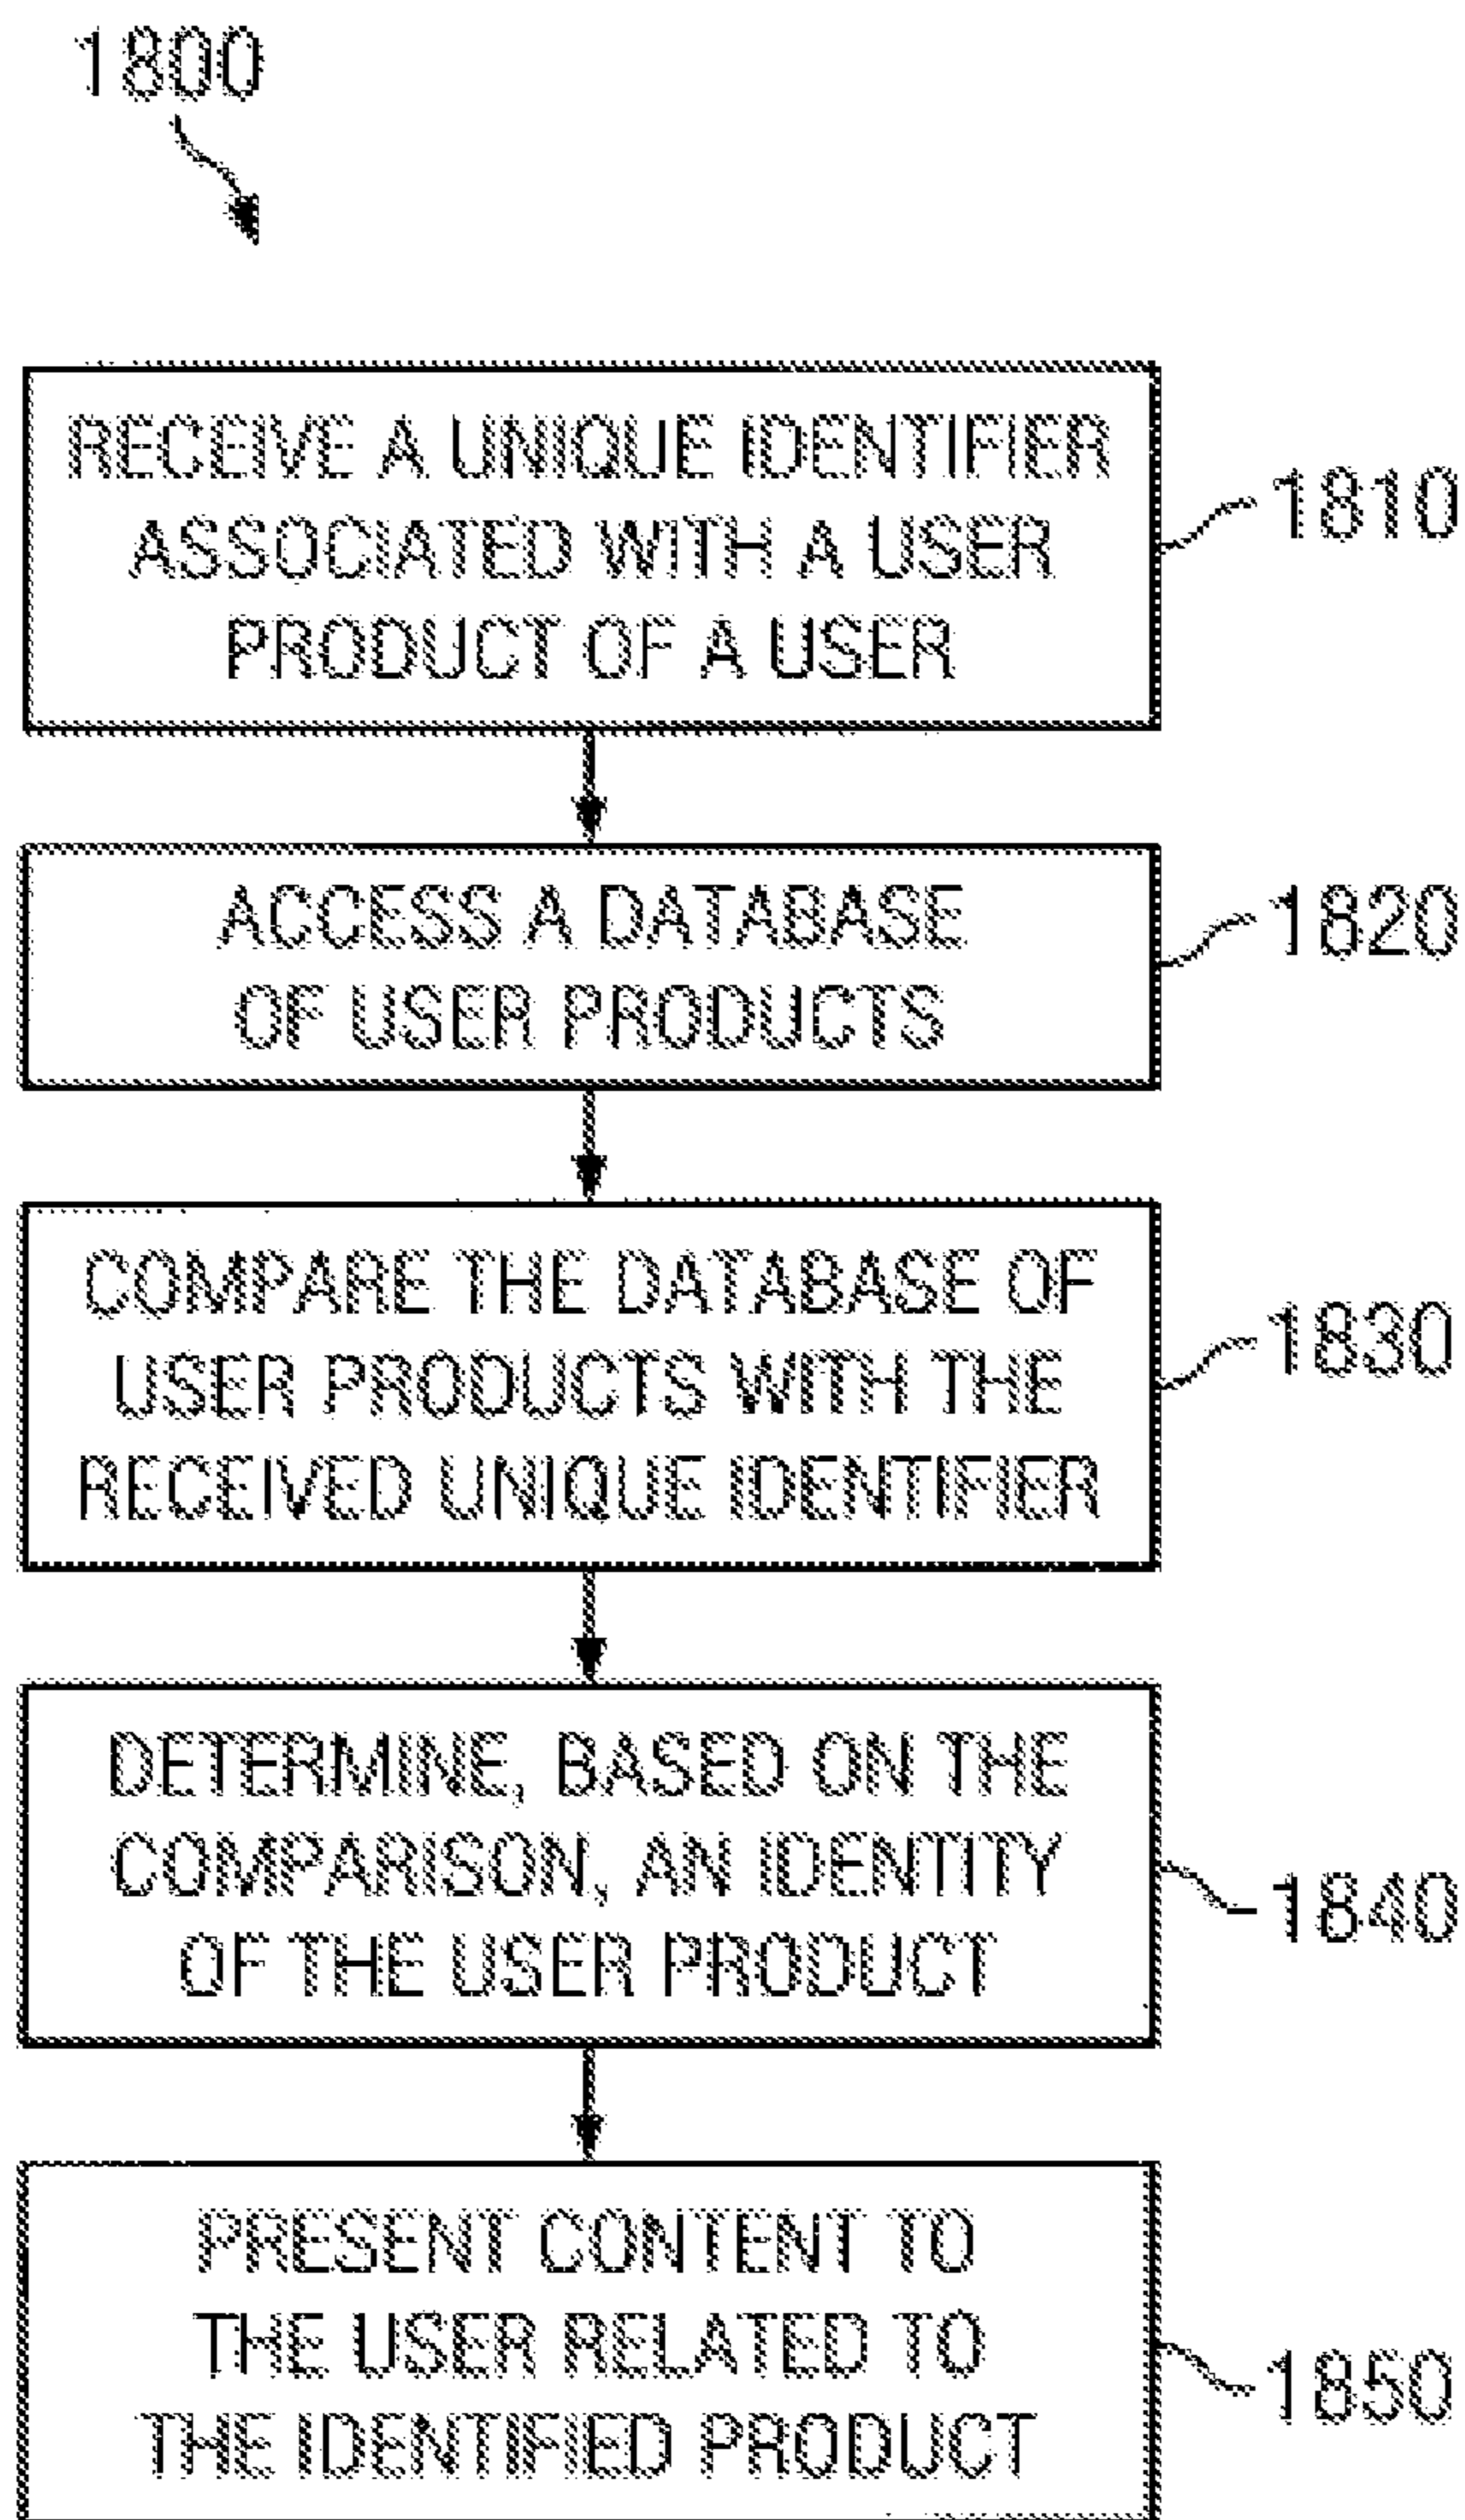 1800
RECEIVE A UNIQUE IDENTIFIER
ASSOCIATED WITH A USER
PRODUCT OF A USER
1810
ACCESS A DATABASE
OF USER PRODUCTS
1820
COMPARE THE DATABASE OF
USER PRODUCTS WITH THE
RECEIVED UNIQUE IDENTIFIER
1830
DETERMINE, BASED ON THE
COMPARISON, AN IDENTITY
OF THE USER PRODUCT
1840
PRESENT CONTENT TO
THE USER RELATED TO
THE IDENTIFIED PRODUCT
1850